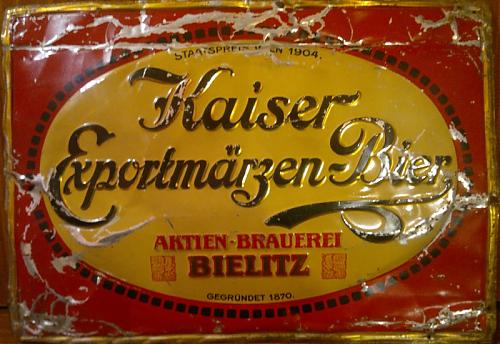 STAATSPREIS WIEN 1904.
Kaiser
Exportmärzen Bier
AKTIEN-BRAUEREI
BIELITZ
GEGRÜNDET 1870.